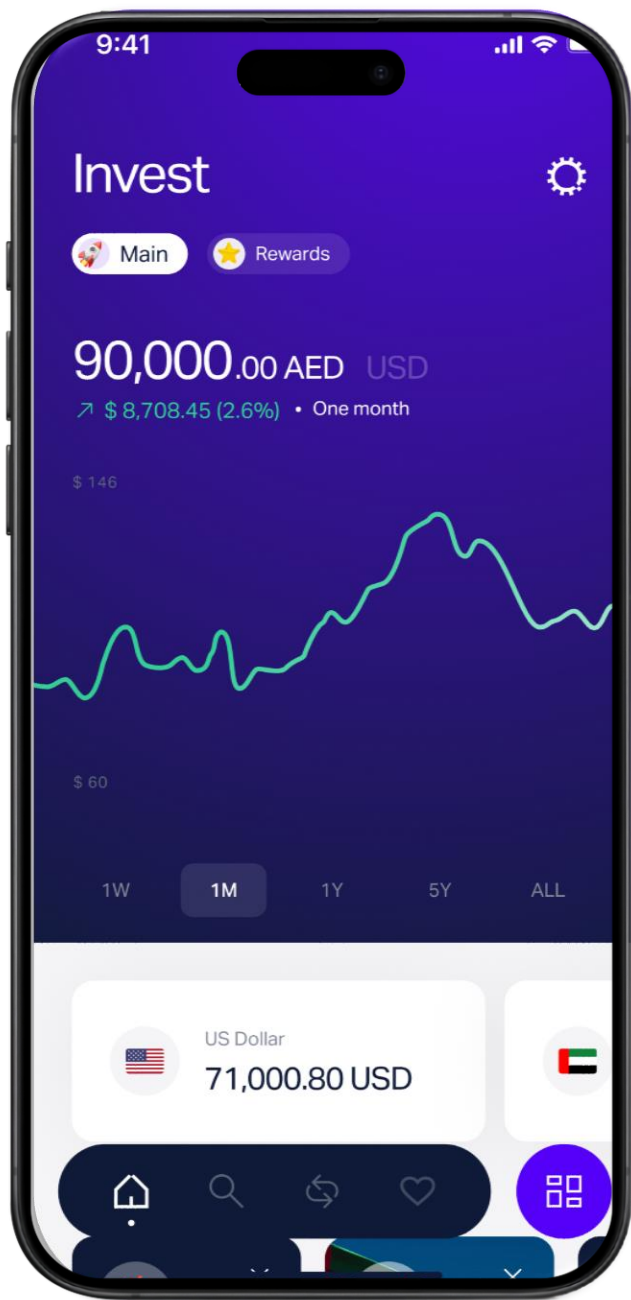 9:41
Invest
Main
Rewards
90,000.00 AED USD
$ 8,708.45 (2.6%) • One month
$ 146
$ 60
1W 1M 1Y 5Y ALL
US Dollar
71,000.80 USD